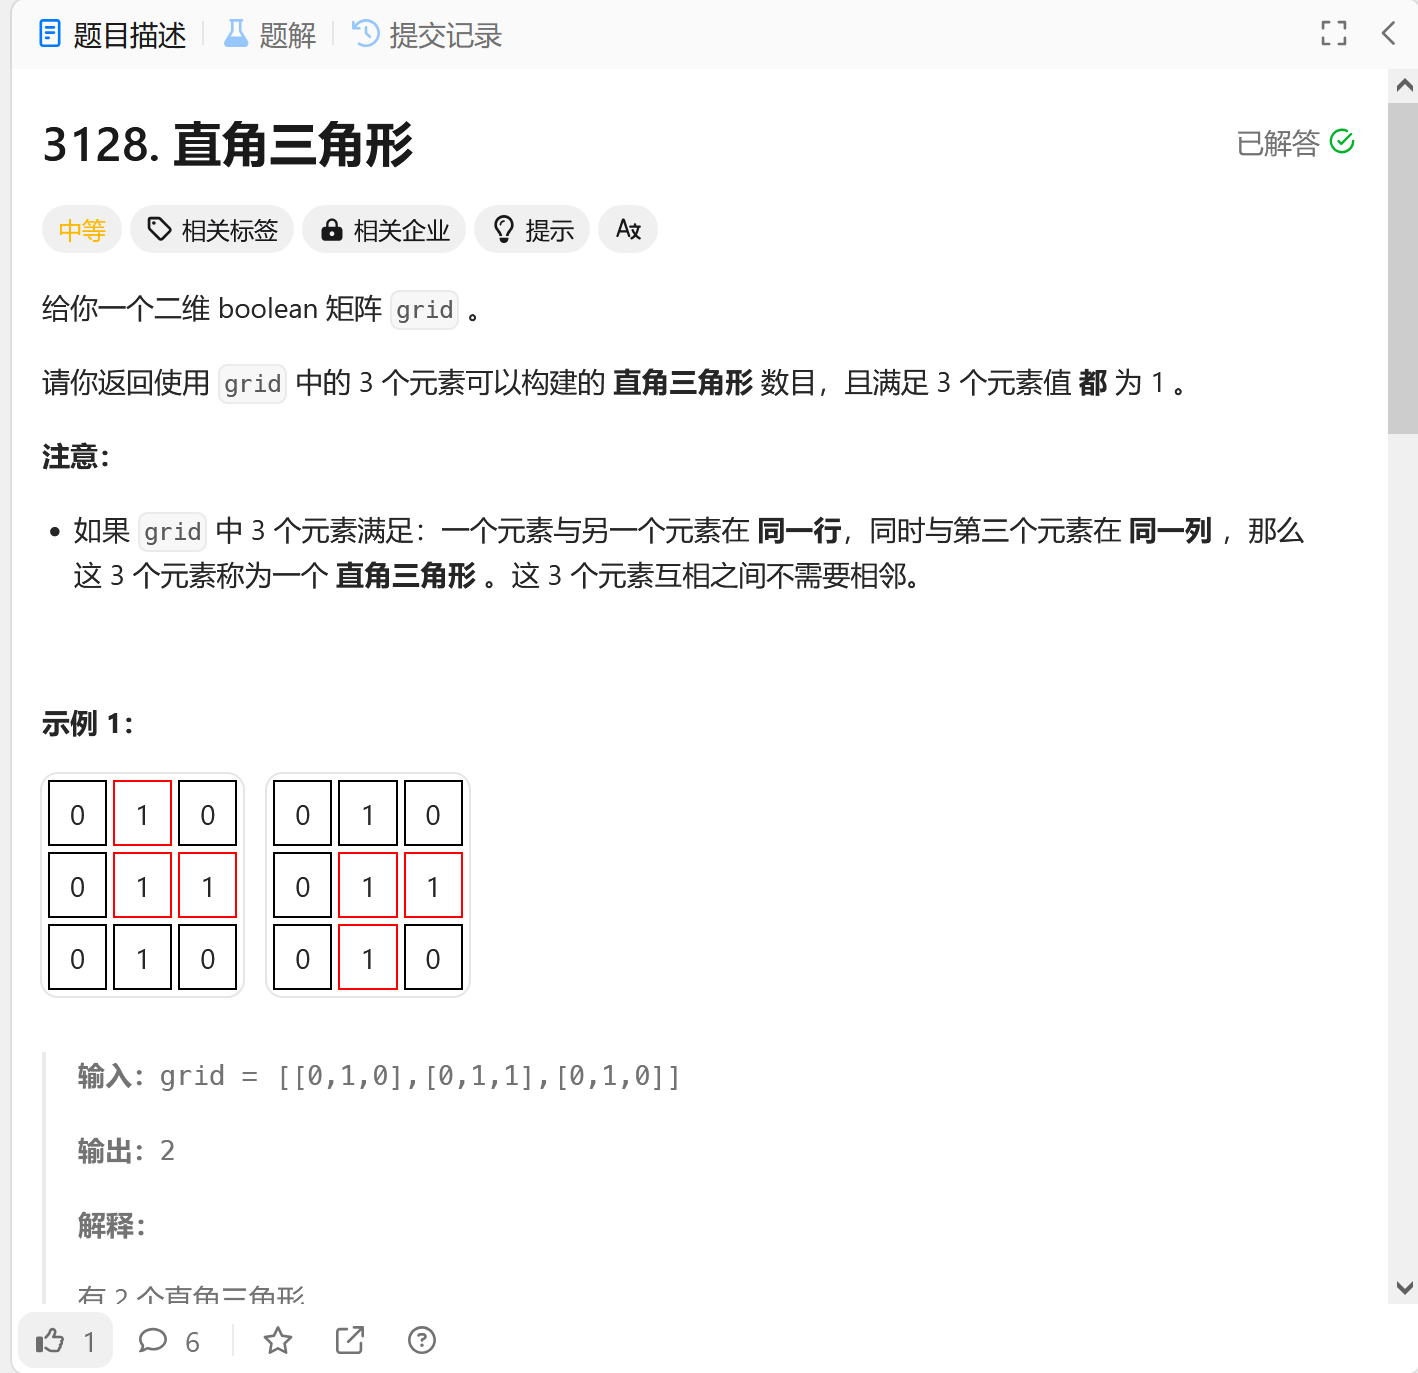 题目描述 题解 提交记录
3128. 直角三角形
已解答
中等 相关标签 相关企业 提示
给你一个二维 boolean 矩阵 grid 。
请你返回使用 grid 中的 3 个元素可以构建的 直角三角形 数目，且满足 3 个元素值 都 为 1 。
注意：
• 如果 grid 中 3 个元素满足：一个元素与另一个元素在 同一行，同时与第三个元素在 同一列 ，那么
这 3 个元素称为一个 直角三角形 。这 3 个元素互相之间不需要相邻。
示例 1：
0 1 0 0 1 0
0 1 1 0 1 1
0 1 0 0 1 0
输入：grid = [[0,1,0],[0,1,1],[0,1,0]]
输出：2
解释：
有 2 个直角三角形
1 6